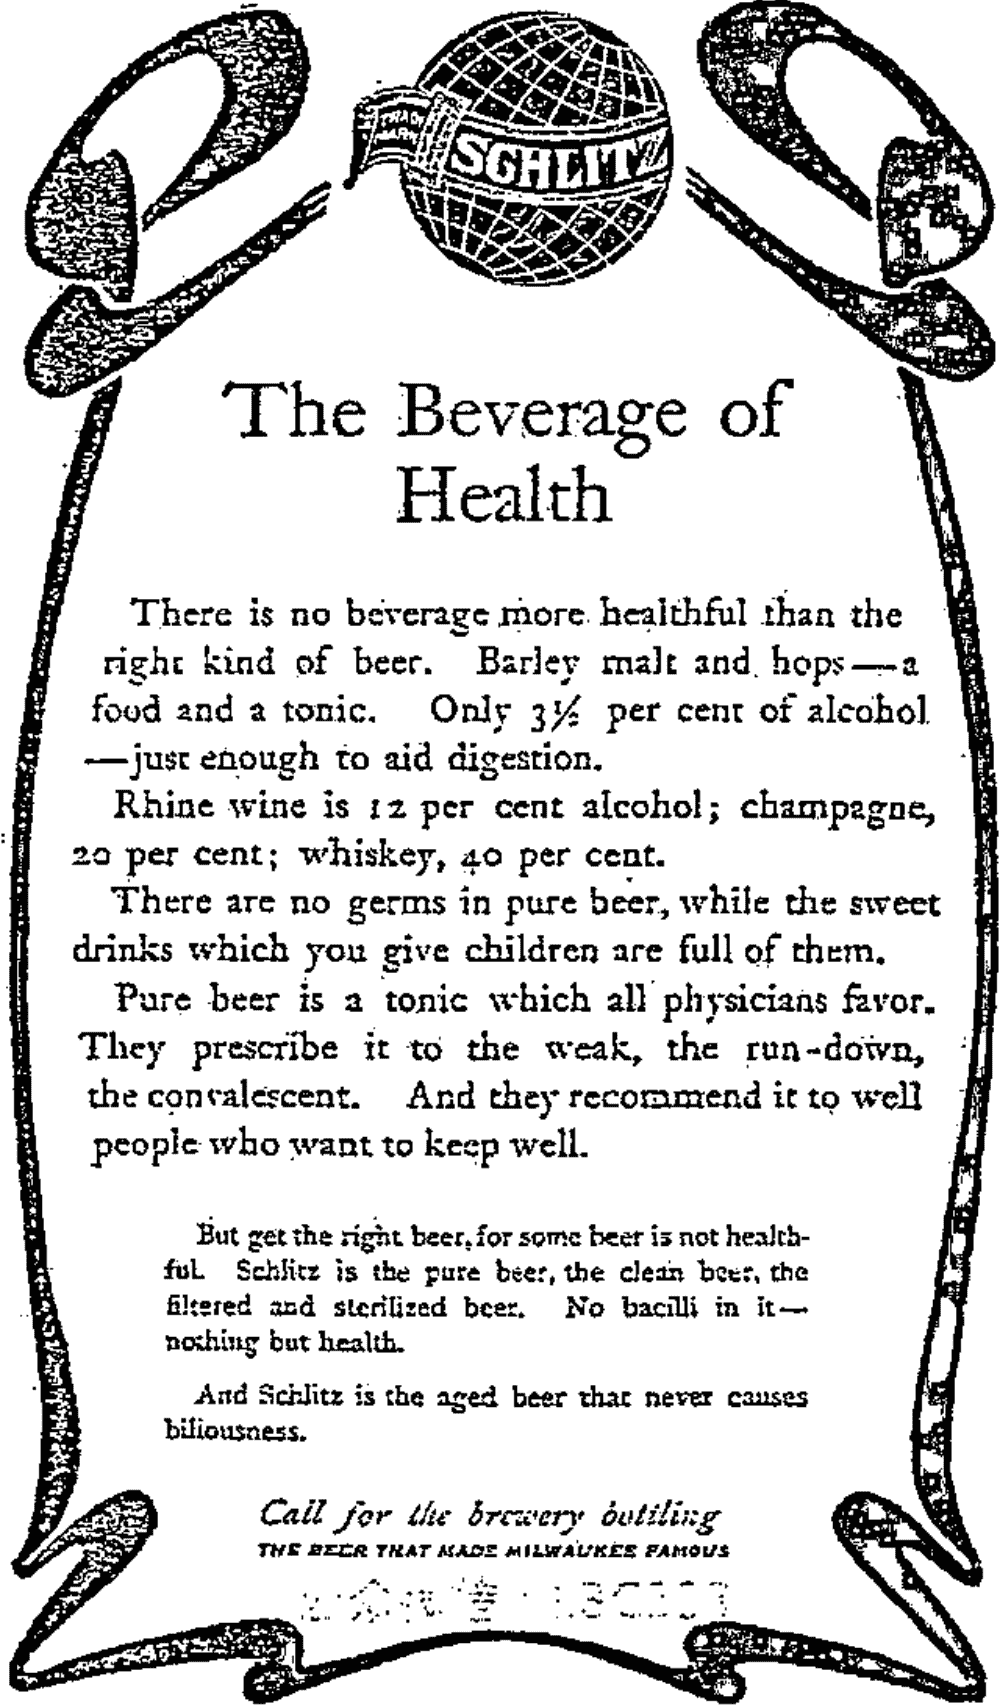 TRADE
MARK
SCHLITZ
The Beverage of
Health
There is no beverage more healthful than the
right kind of beer. Barley malt and hops—a
food and a tonic. Only 3½ per cent of alcohol
—just enough to aid digestion.
Rhine wine is 12 per cent alcohol; champagne,
20 per cent; whiskey, 40 per cent.
There are no germs in pure beer, while the sweet
drinks which you give children are full of them.
Pure beer is a tonic which all physicians favor.
They prescribe it to the weak, the run-down,
the convalescent. And they recommend it to well
people who want to keep well.
But get the right beer, for some beer is not health-
ful. Schlitz is the pure beer, the clean beer, the
filtered and sterilized beer. No bacilli in it—
nothing but health.
And Schlitz is the aged beer that never causes
biliousness.
Call for the brewery bottling
THE BEER THAT MADE MILWAUKEE FAMOUS